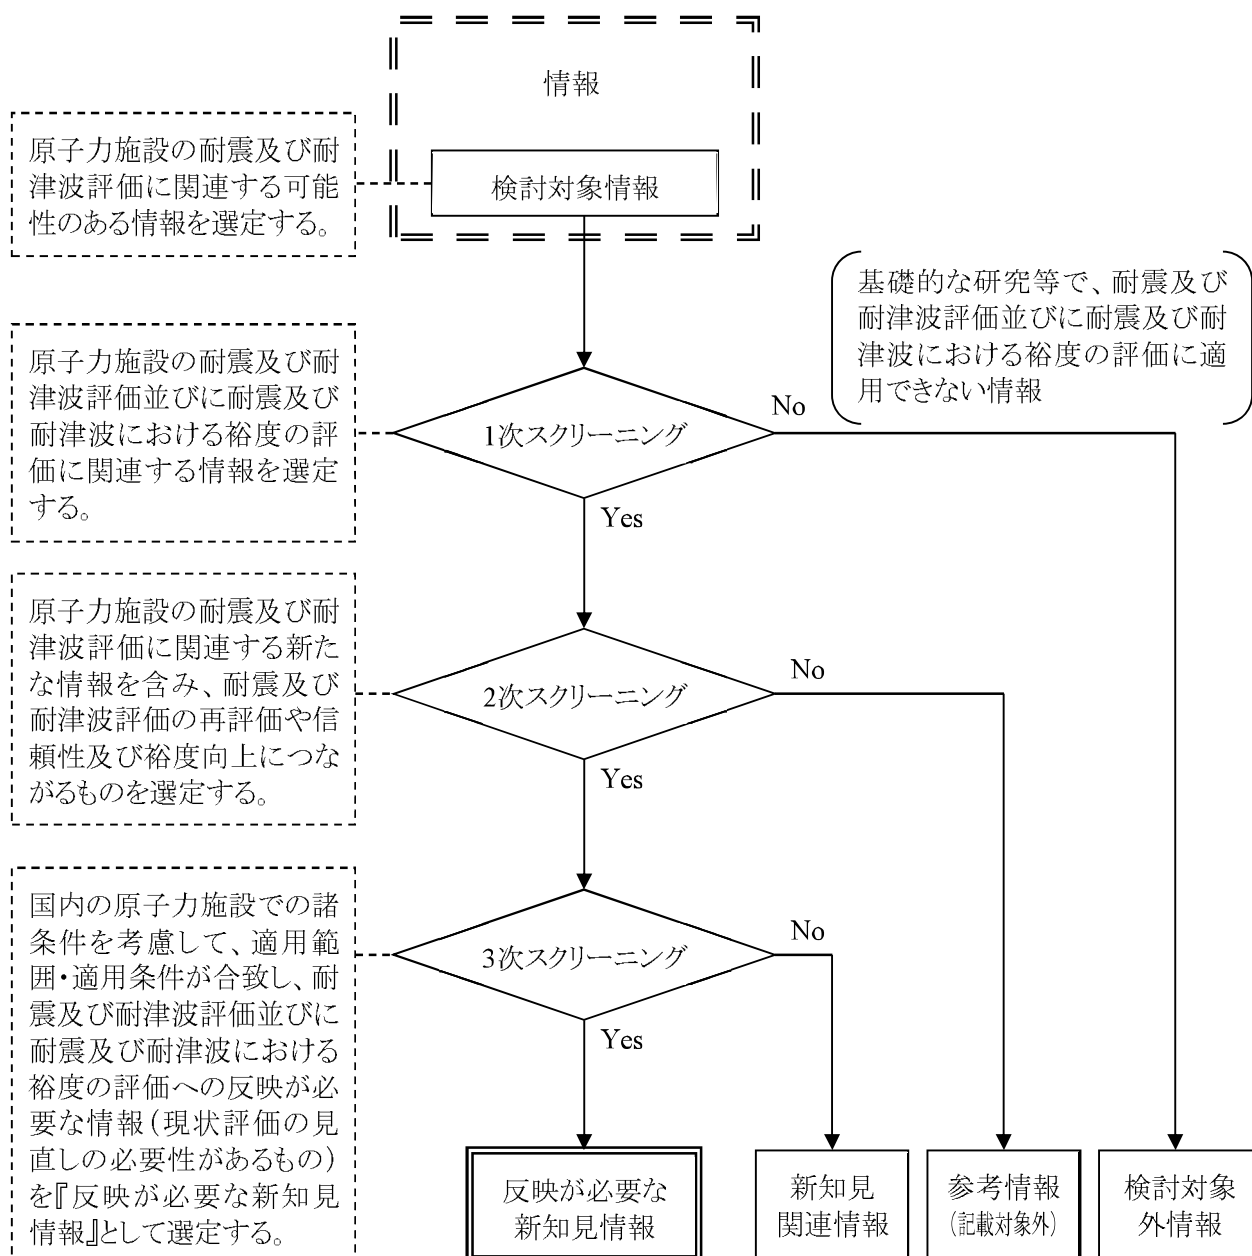 情報
検討対象情報
原子力施設の耐震及び耐
津波評価に関連する可能
性のある情報を選定する。
基礎的な研究等で、耐震及び
耐津波評価並びに耐震及び耐
津波における裕度の評価に適
用できない情報
原子力施設の耐震及び耐
津波評価並びに耐震及び
耐津波における裕度の評
価に関連する情報を選定
する。
1次スクリーニング
No
Yes
原子力施設の耐震及び耐
津波評価に関連する新た
な情報を含み、耐震及び
耐津波評価の再評価や信
頼性及び裕度向上につな
がるものを選定する。
2次スクリーニング
No
Yes
国内の原子力施設での諸
条件を考慮して、適用範
囲・適用条件が合致し、耐
震及び耐津波評価並びに
耐震及び耐津波における
裕度の評価への反映が必
要な情報(現状評価の見
直しの必要性があるもの)
を『反映が必要な新知見
情報』として選定する。
3次スクリーニング
No
Yes
反映が必要な
新知見情報
新知見
関連情報
参考情報
(記載対象外)
検討対象
外情報